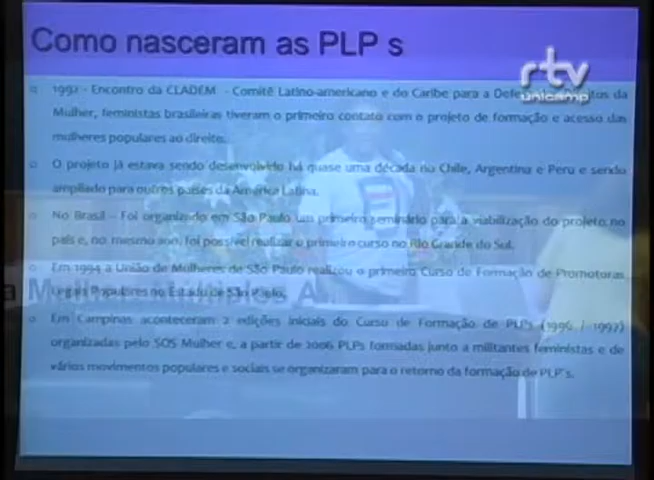 Como nasceram as PLP s
rtv
unicamp
1992 - Encontro da CLADEM - Comitê Latino-americano e do Caribe para a Defesa da
Mulher, feministas brasileiras tiveram o primeiro contato com o projeto de formação e acesso das
mulheres populares ao direito.
O projeto já estava sendo desenvolvido há quase uma década no Chile, Argentina e Peru e sendo
ampliado para outros países da América Latina.
No Brasil – Foi organizado em São Paulo um primeiro seminário para a viabilização do projeto no
país e, no mesmo ano, foi possível realizar o primeiro curso no Rio Grande do Sul.
Em 1994 a União de Mulheres de São Paulo realizou o primeiro Curso de Formação de Promotoras
Legais Populares no Estado de São Paulo.
Em Campinas aconteceram 2 edições iniciais do Curso de Formação de PLP's (1996 / 1997)
organizadas pelo SOS Mulher e, a partir de 2006 PLPs formadas junto a militantes feministas e de
vários movimentos populares e sociais se organizaram para o retorno da formação de PLP's.